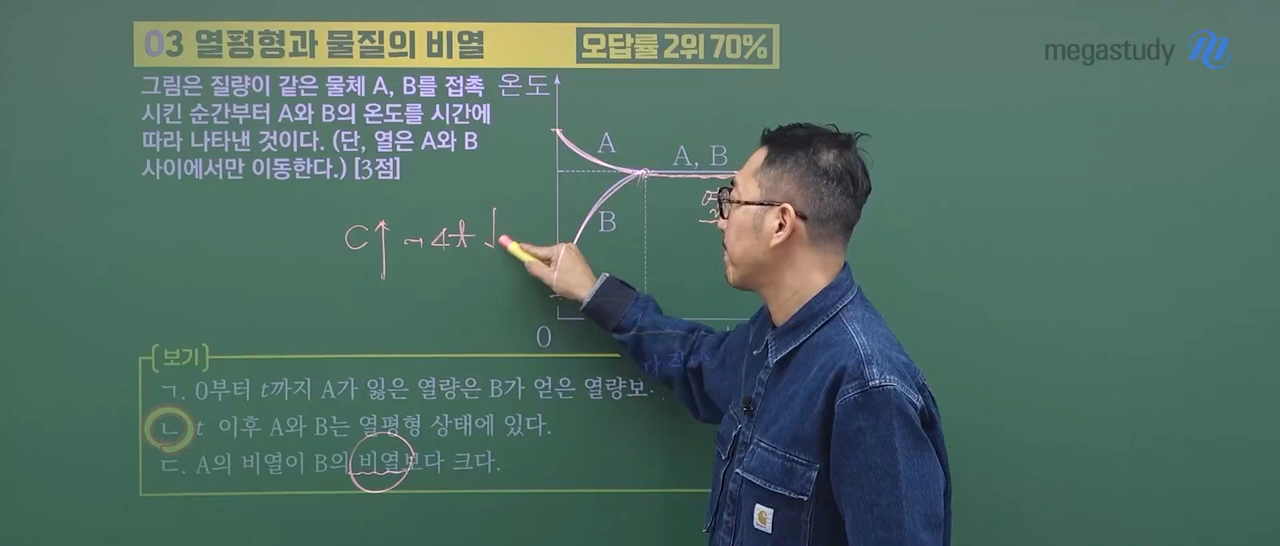 03 열평형과 물질의 비열
오답률 2위 70%
megastudy
그림은 질량이 같은 물체 A, B를 접촉
시킨 순간부터 A와 B의 온도를 시간에
따라 나타낸 것이다. (단, 열은 A와 B
사이에서만 이동한다.) [3점]
온도
A
A, B
B
C↑ → Δt ↓
0
보기
ㄱ. 0부터 t까지 A가 잃은 열량은 B가 얻은 열량보
ㄴ t 이후 A와 B는 열평형 상태에 있다.
ㄷ. A의 비열이 B의 비열보다 크다.
carhartt